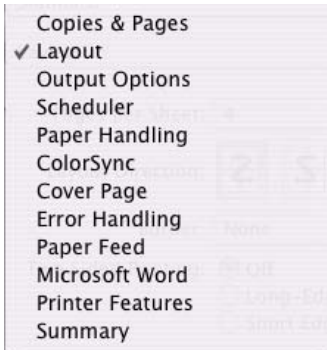 Copies & Pages
✓ Layout
Output Options
Scheduler
Paper Handling
ColorSync
Cover Page
Error Handling
Paper Feed
Microsoft Word
Printer Features
Summary